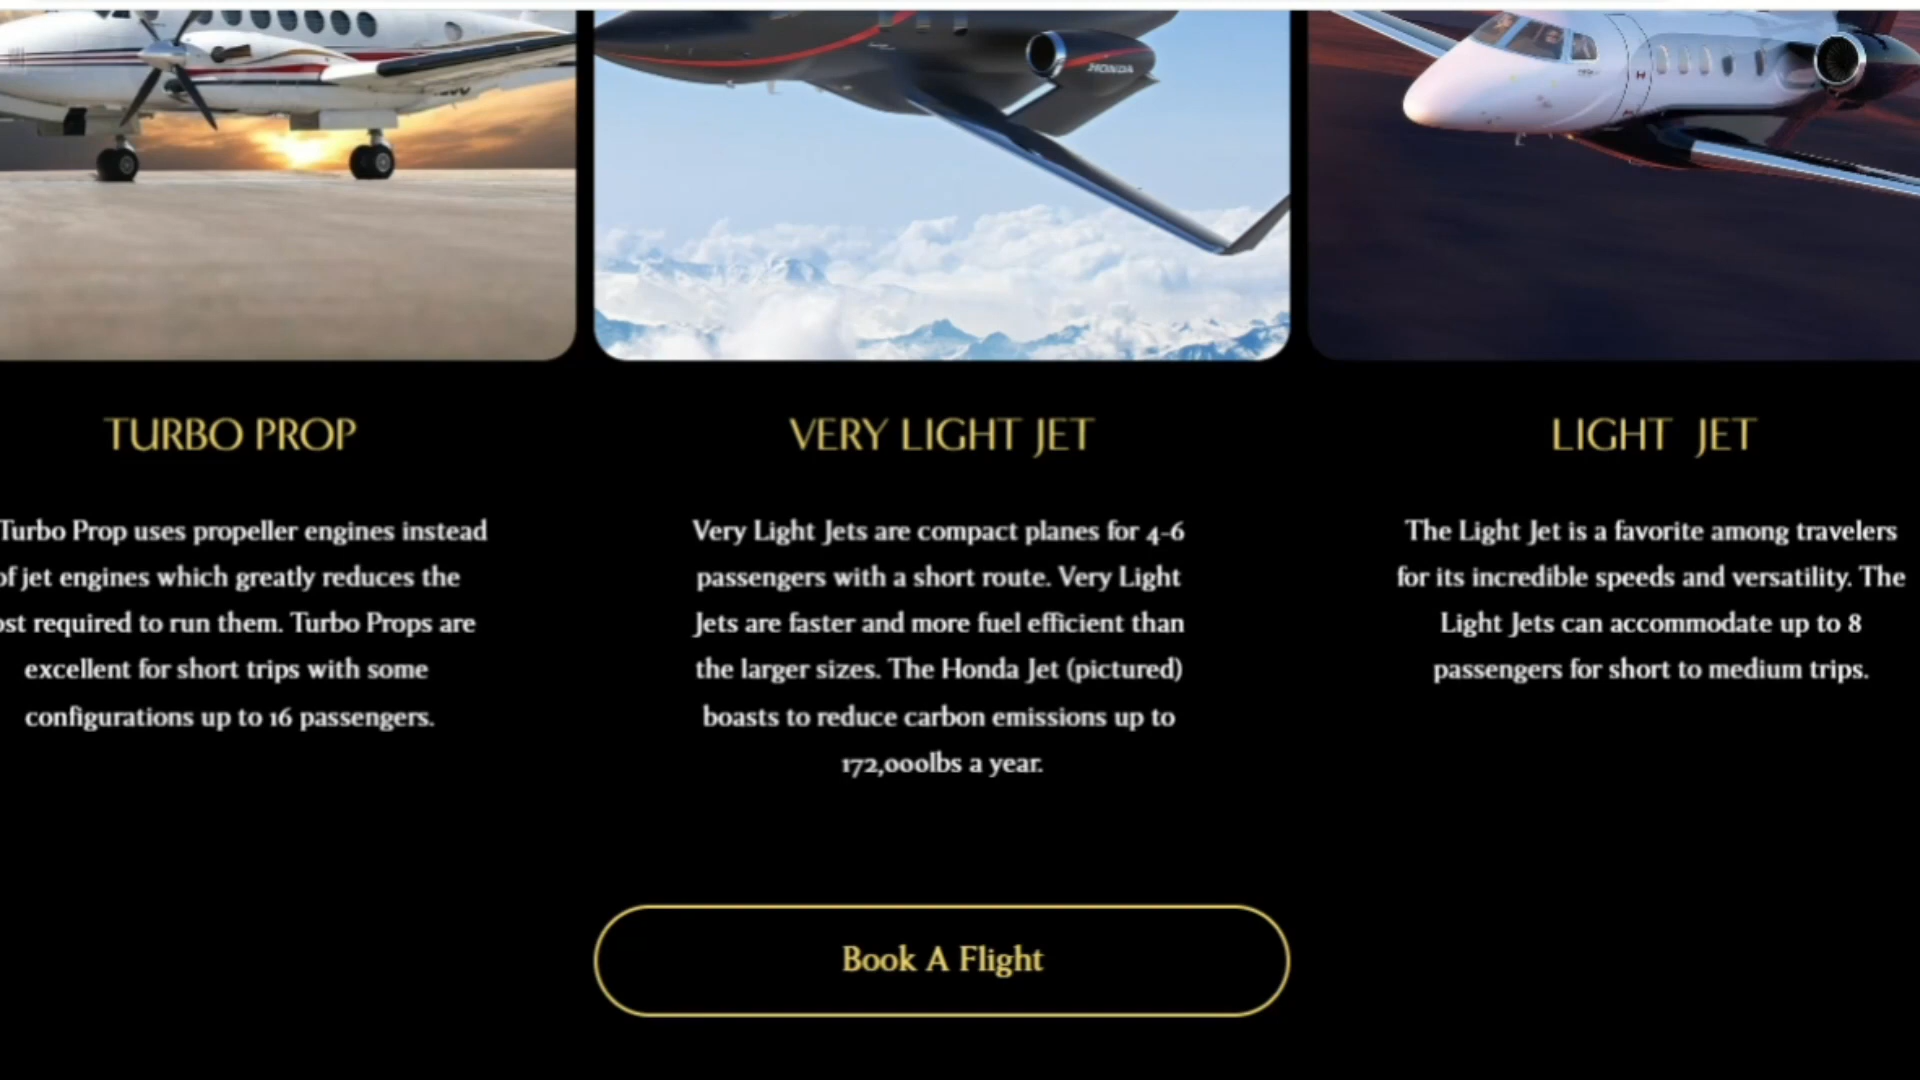 HONDA
TURBO PROP
Turbo Prop uses propeller engines instead
of jet engines which greatly reduces the
required to run them. Turbo Props are
excellent for short trips with some
configurations up to 16 passengers.
VERY LIGHT JET
Very Light Jets are compact planes for 4-6
passengers with a short route. Very Light
Jets are faster and more fuel efficient than
the larger sizes. The Honda Jet (pictured)
boasts to reduce carbon emissions up to
172,000lbs a year.
LIGHT JET
The Light Jet is a favorite among travelers
for its incredible speeds and versatility. The
Light Jets can accommodate up to 8
passengers for short to medium trips.
Book A Flight